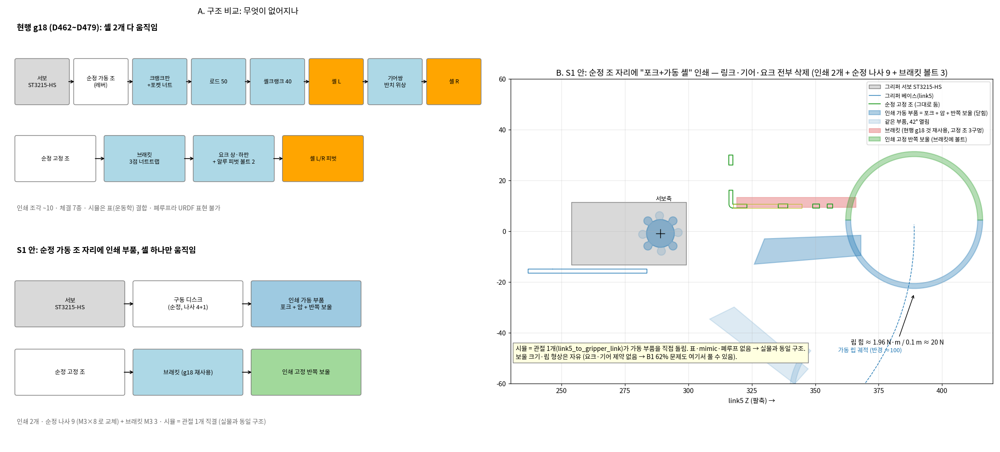 A. 구조 비교: 무엇이 없어지나
현행 g18 (D462~D479): 셸 2개 다 움직임
서보
ST3215-HS
순정 가동 조
(레버)
크랭크판
+포켓 너트
로드 50
셸크랭크 40
셸 L
기어쌍
반치 위상
셸 R
순정 고정 조
브래킷
3점 너트트랩
요크 상·하판
+ 알루 피벗 볼트 2
셸 L/R 피벗
인쇄 조각 ~10 · 체결 7종 · 시뮬은 표(운동학) 결합 · 폐루프라 URDF 표현 불가
S1 안: 순정 가동 조 자리에 인쇄 부품, 셸 하나만 움직임
서보
ST3215-HS
구동 디스크
(순정, 나사 4+1)
인쇄 가동 부품
포크 + 암 + 반쪽 보울
순정 고정 조
브래킷 (g18 재사용)
인쇄 고정 반쪽 보울
인쇄 2개 · 순정 나사 9 (M3×8 로 교체) + 브래킷 M3 3 · 시뮬 = 관절 1개 직결 (실물과 동일 구조)
B. S1 안: 순정 조 자리에 "포크+가동 셸" 인쇄 — 링크·기어·요크 전부 삭제 (인쇄 2개 + 순정 나사 9 + 브래킷 볼트 3)
그리퍼 서보 ST3215-HS
그리퍼 베이스(link5)
순정 고정 조 (그대로 둠)
인쇄 가동 부품 = 포크 + 암 + 반쪽 보울 (닫힘)
같은 부품, 42° 열림
브래킷 (현행 g18 것 재사용, 고정 조 3구멍)
인쇄 고정 반쪽 보울 (브래킷에 볼트)
서보축
립 힘 ≈ 1.96 N·m / 0.1 m ≈ 20 N
가동 립 궤적 (반경 ≈100)
시뮬 = 관절 1개(link5_to_gripper_link)가 가동 부품을 직접 돌림. 표·mimic·폐루프 없음 → 실물과 동일 구조.
보울 크기·립 형상은 자유 (요크·기어 제약 없음 → B1 62% 문제도 여기서 풀 수 있음).
60
40
20
0
-20
-40
-60
250
275
300
325
350
375
400
link5 Z (팔축) →